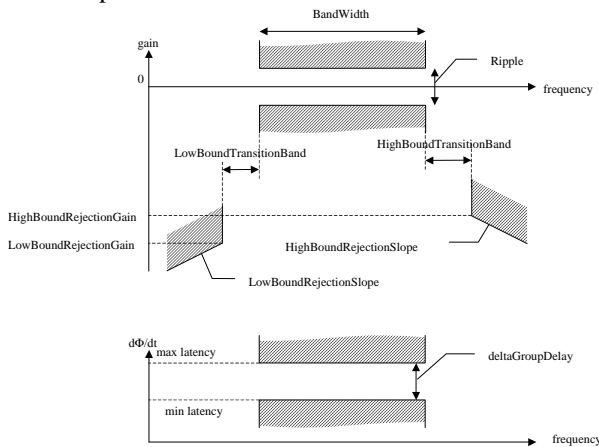 BandWidth
gain
Ripple
0
frequency
LowBoundTransitionBand
HighBoundTransitionBand
HighBoundRejectionGain
LowBoundRejectionGain
HighBoundRejectionSlope
LowBoundRejectionSlope
dΦ/dt
max latency
deltaGroupDelay
min latency
frequency